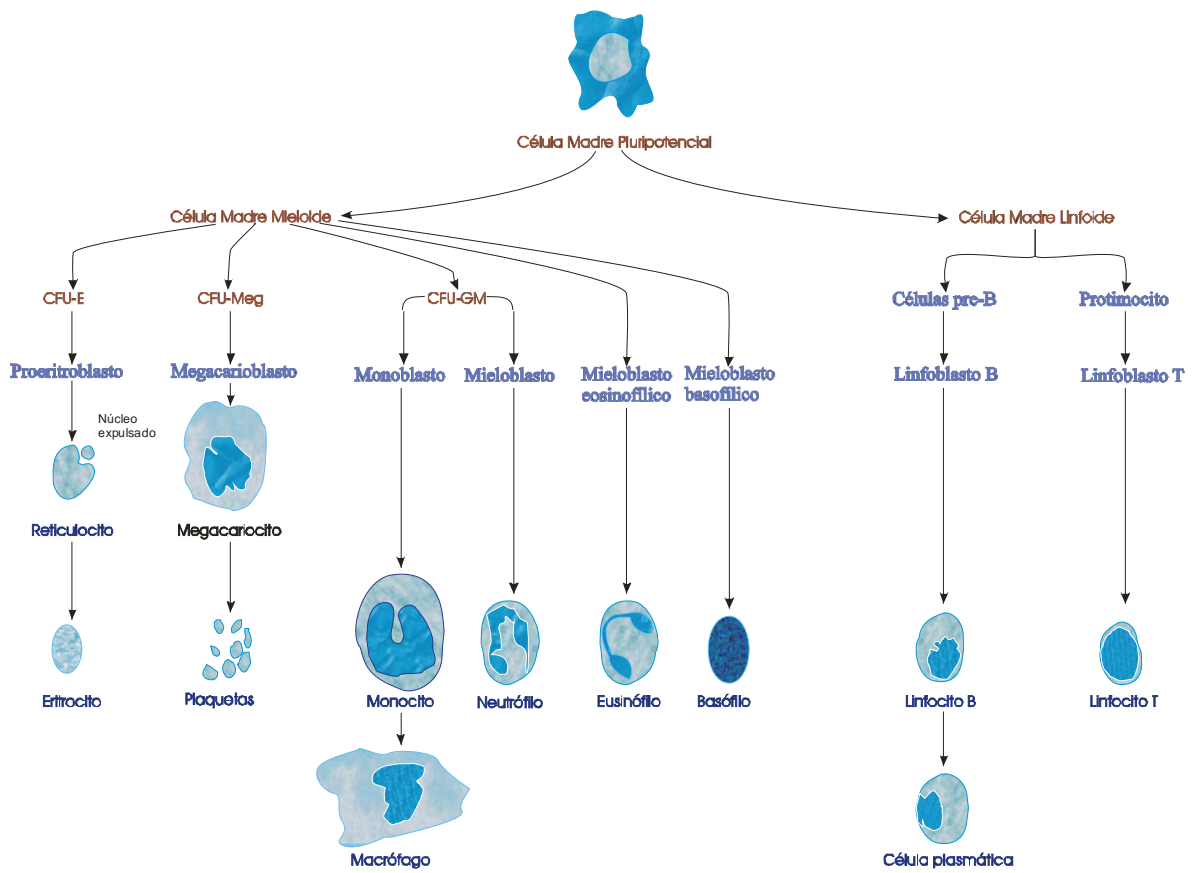 Célula Madre Pluripotencial
Célula Madre Mieloide
Célula Madre Linfoide
CFU-E
CFU-Meg
CFU-GM
Células pre-B
Protimocito
Proeritroblasto
Megacarioblasto
Monoblasto
Mieloblasto
Mieloblasto
eosinofílico
Mieloblasto
basofílico
Linfoblasto B
Linfoblasto T
Núcleo
expulsado
Reticulocito
Megacariocito
Eritrocito
Plaquetas
Monocito
Neutrófilo
Eusinófilo
Basófilo
Linfocito B
Linfocito T
Macrófago
Célula plasmática